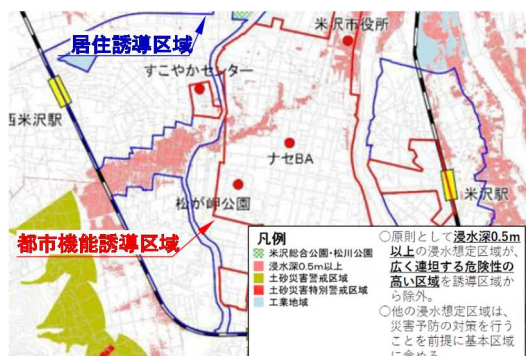 居住誘導区域
米沢市役所
すこやかセンター
西米沢駅
ナセBA
松が岬公園
米沢駅
都市機能誘導区域
凡例
米沢総合公園・松川公園
浸水深0.5m以上
土砂災害警戒区域
土砂災害特別警戒区域
工業地域
○原則として浸水深0.5m
以上の浸水想定区域が、
広く連坦する危険性の
高い区域を誘導区域か
ら除外。
○他の浸水想定区域は、
災害予防の対策を行う
ことを前提に基本区域
に含める